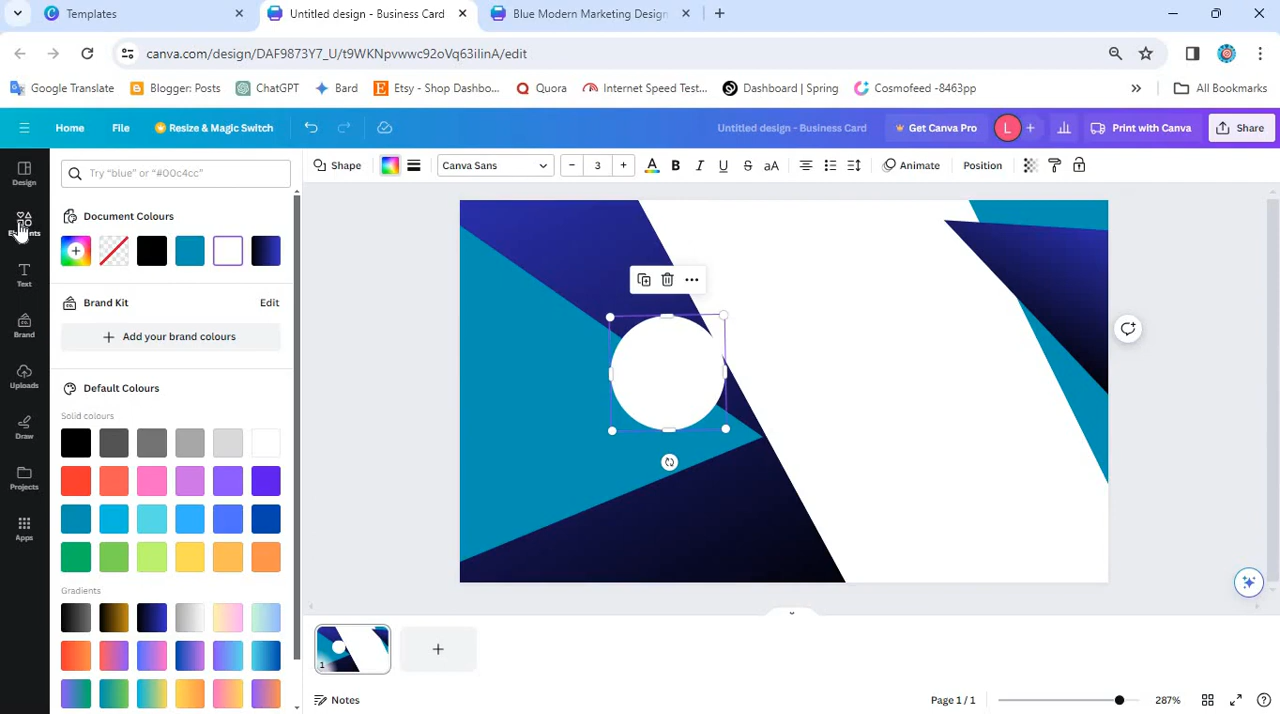 Templates
Untitled design - Business Card
Blue Modern Marketing Design
canva.com/design/DAF9873Y7_U/t9WKNpvwwc92oVq63iIinA/edit
Google Translate
Blogger: Posts
ChatGPT
Bard
Etsy - Shop Dashbo...
Quora
Internet Speed Test...
Dashboard | Spring
Cosmofeed -8463pp
All Bookmarks
Home
File
Resize & Magic Switch
Untitled design - Business Card
Get Canva Pro
L
Print with Canva
Share
Design
Elements
Text
Brand
Uploads
Draw
Projects
Apps
Try "blue" or "#00c4cc"
Shape
Canva Sans
3
A
B
I
U
S
aA
Animate
Position
Document Colours
Brand Kit
Edit
Add your brand colours
Default Colours
Solid colours
Gradients
1
Notes
Page 1 / 1
287%